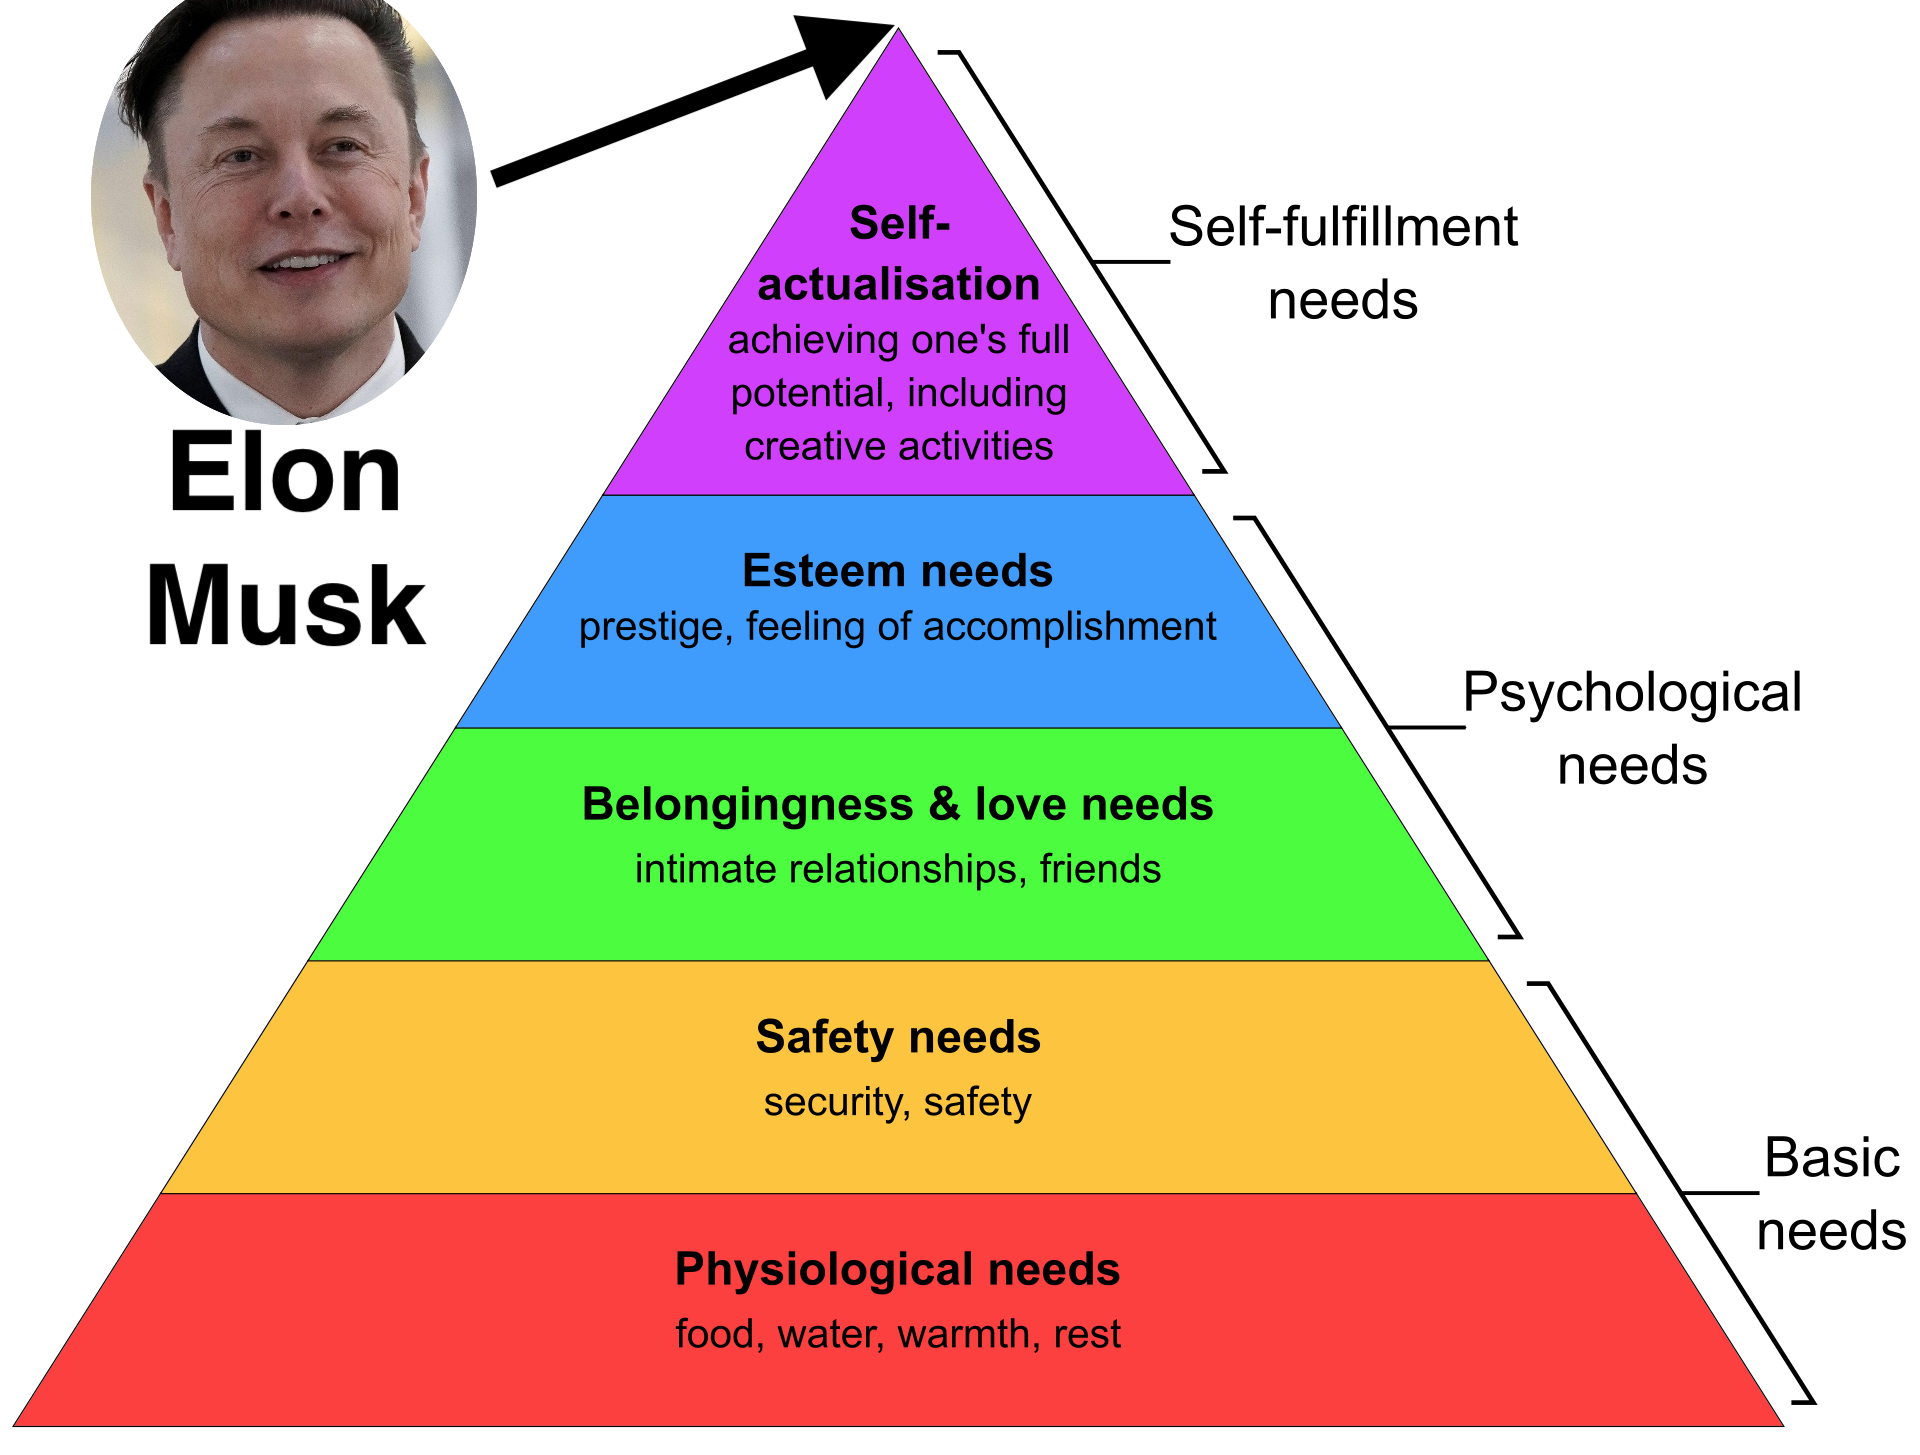 Elon
Musk
Self-
actualisation
achieving one's full
potential, including
creative activities
Self-fulfillment
needs
Esteem needs
prestige, feeling of accomplishment
Psychological
needs
Belongingness & love needs
intimate relationships, friends
Safety needs
security, safety
Basic
needs
Physiological needs
food, water, warmth, rest